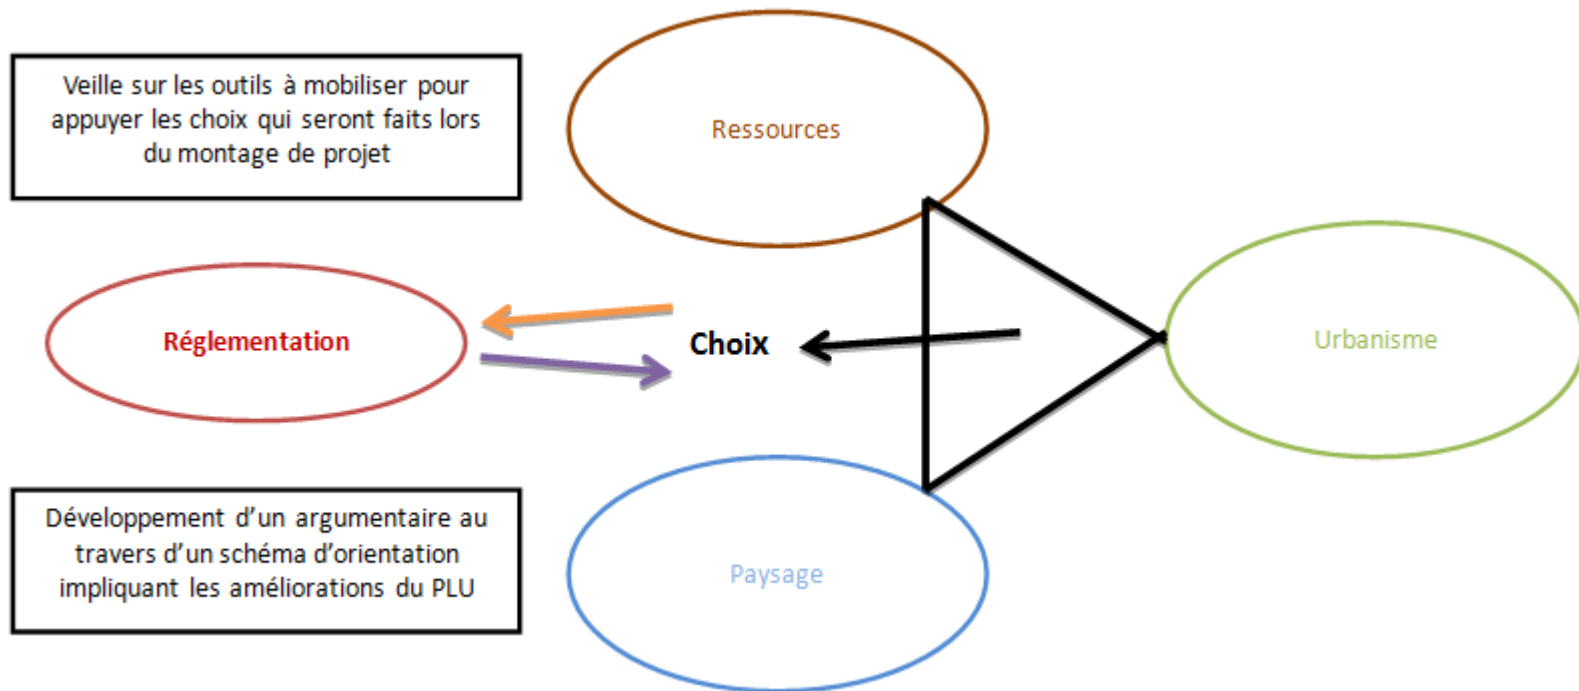 Veille sur les outils à mobiliser pour
appuyer les choix qui seront faits lors
du montage de projet
Ressources
Réglementation
Choix
Urbanisme
Développement d’un argumentaire au
travers d’un schéma d’orientation
impliquant les améliorations du PLU
Paysage